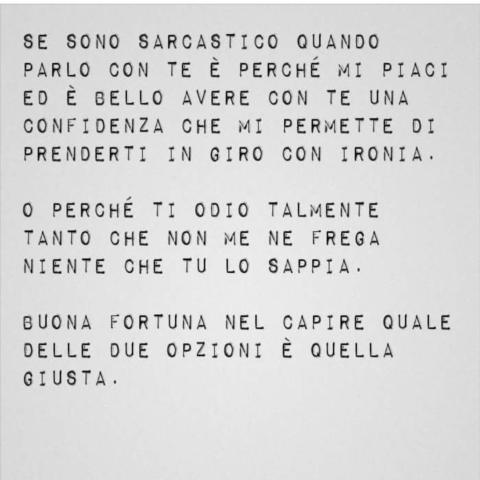 SE SONO SARCASTICO QUANDO
PARLO CON TE È PERCHÉ MI PIACI
ED È BELLO AVERE CON TE UNA
CONFIDENZA CHE MI PERMETTE DI
PRENDERTI IN GIRO CON IRONIA.
O PERCHÉ TI ODIO TALMENTE
TANTO CHE NON ME NE FREGA
NIENTE CHE TU LO SAPPIA.
BUONA FORTUNA NEL CAPIRE QUALE
DELLE DUE OPZIONI È QUELLA
GIUSTA.